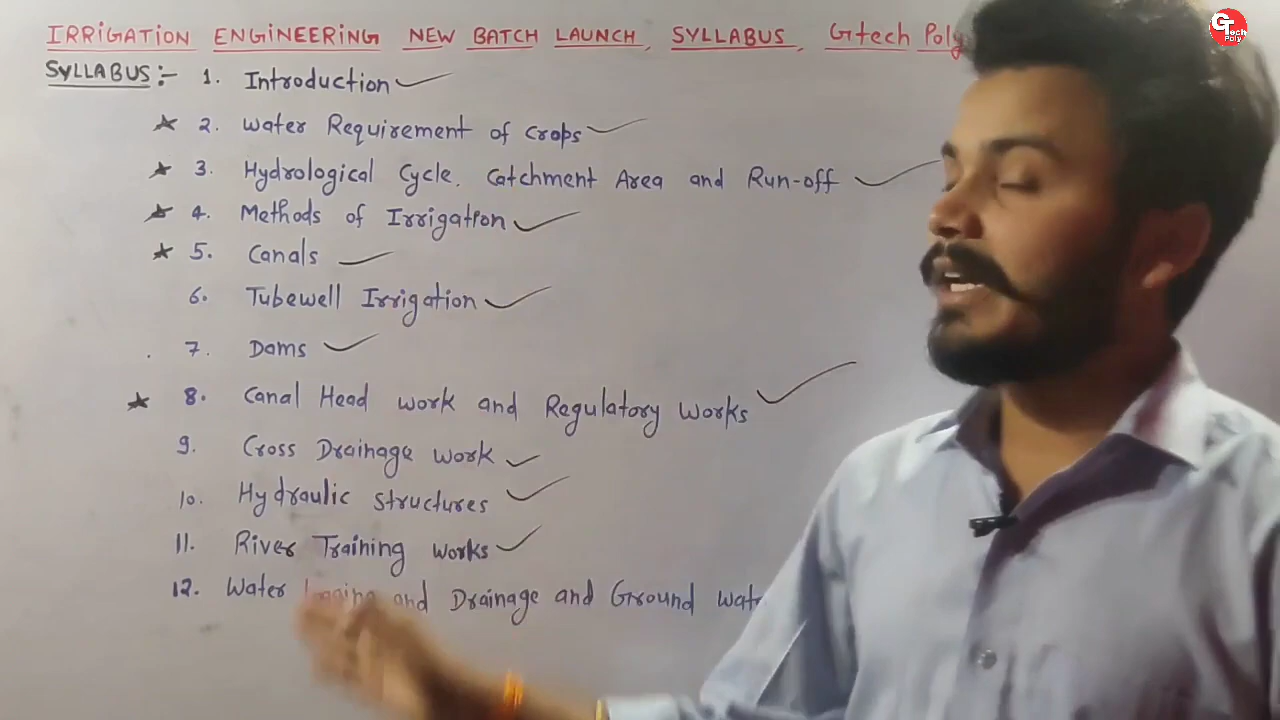 IRRIGATION ENGINEERING NEW BATCH LAUNCH, SYLLABUS, Gtech Poly
GTech Poly
SYLLABUS:- 1. Introduction
★ 2. Water Requirement of Crops
★ 3. Hydrological Cycle, Catchment Area and Run-off
★ 4. Methods of Irrigation
★ 5. Canals
6. Tubewell Irrigation
7. Dams
★ 8. Canal Head work and Regulatory works
9. Cross Drainage work
10. Hydraulic structures
11. River Training works
12. Water and Drainage and Ground